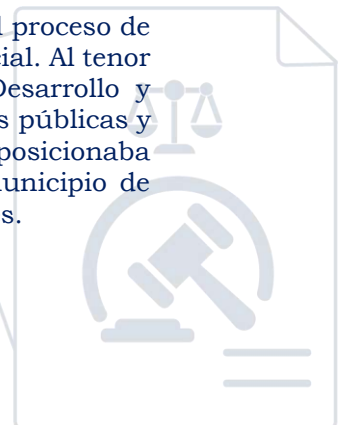 l proceso de
cial. Al tenor
Desarrollo y
s públicas y
posicionaba
unicipio de
s.